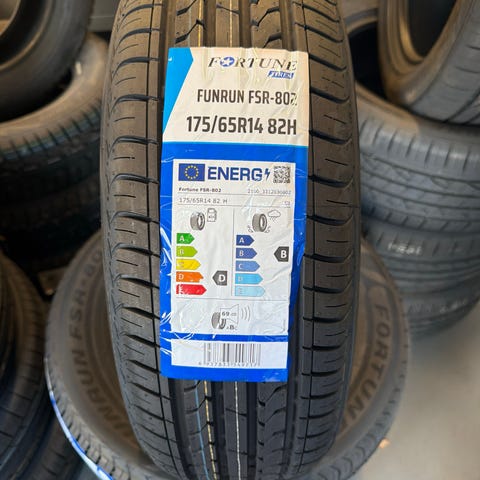 FORTUNE
TIRES
FUNRUN FSR-802
175/65R14 82H
ENERG
Fortune FSR-802
175/65R14 82 H
C1
A
B
C
D
E
D
A
B
C
D
E
B
69 dB
FORTUNE
FUNRUN FSR